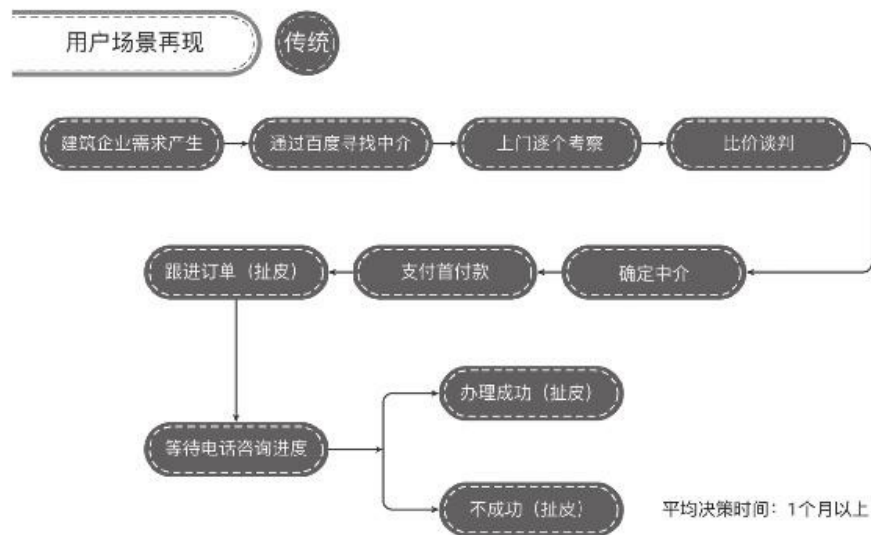 用户场景再现
传统
建筑企业需求产生
通过百度寻找中介
上门逐个考察
比价谈判
确定中介
支付首付款
跟进订单（扯皮）
等待电话咨询进度
办理成功（扯皮）
不成功（扯皮）
平均决策时间：1个月以上